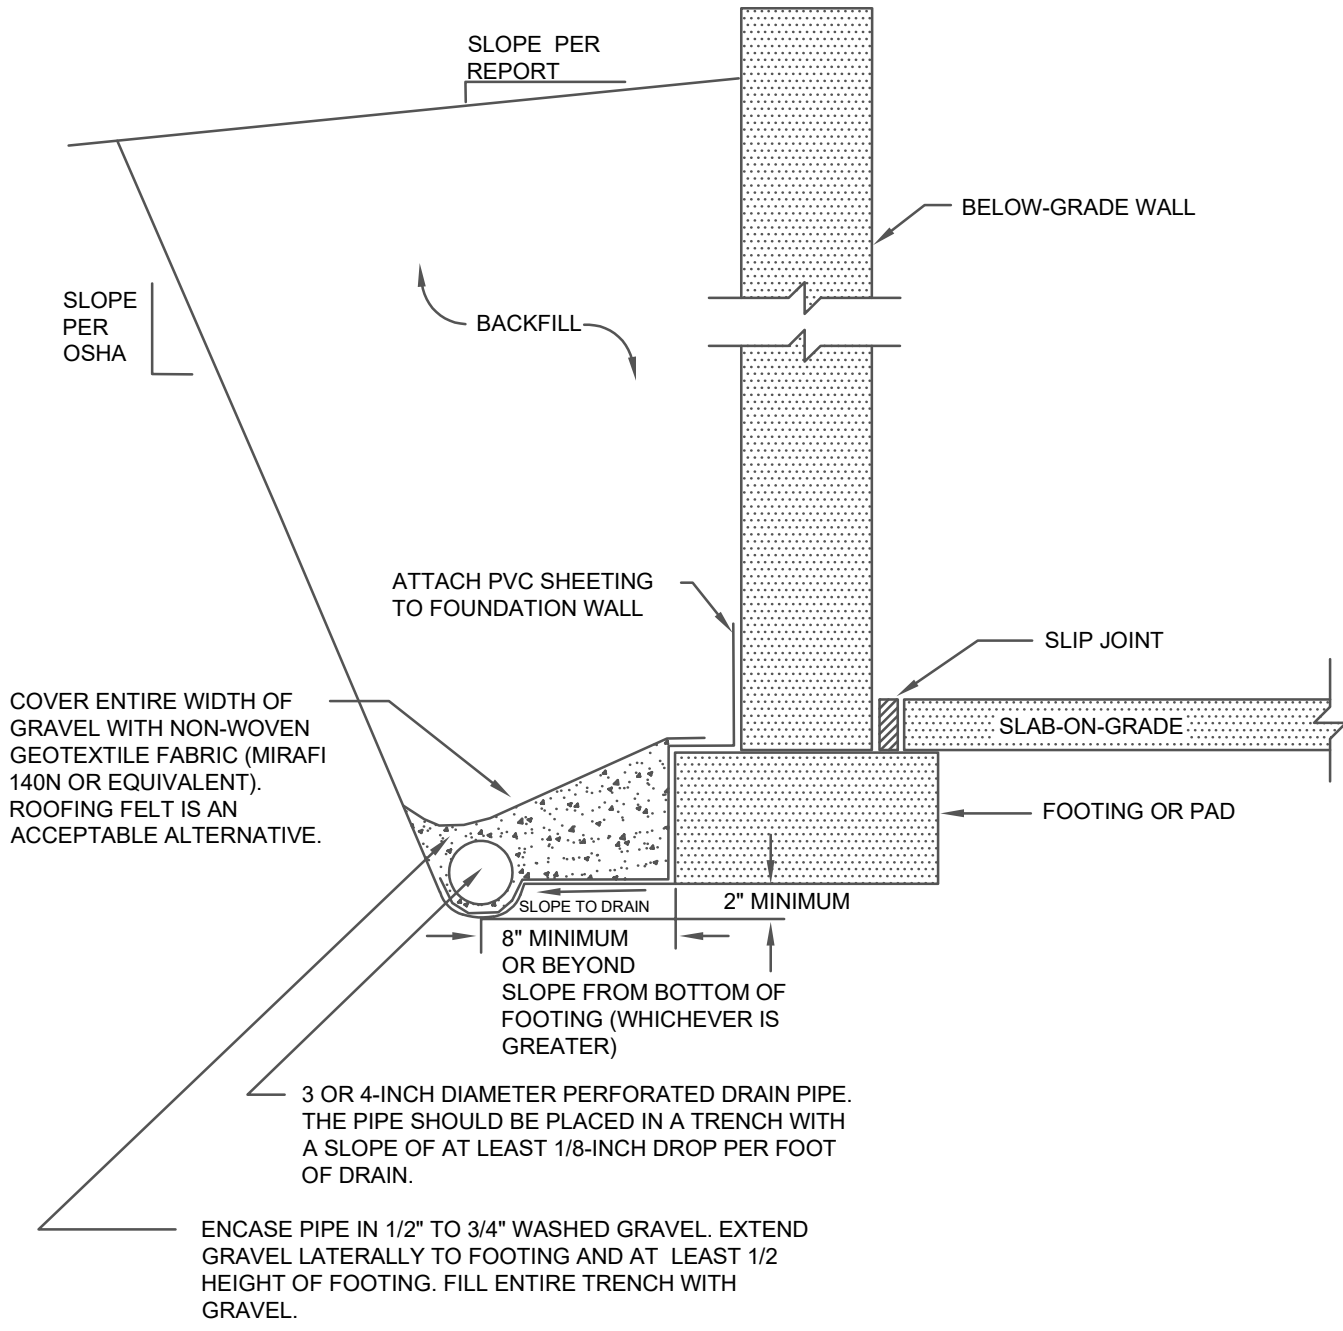 SLOPE PER
REPORT
BELOW-GRADE WALL
SLOPE
PER
OSHA
BACKFILL
ATTACH PVC SHEETING
TO FOUNDATION WALL
SLIP JOINT
COVER ENTIRE WIDTH OF
GRAVEL WITH NON-WOVEN
GEOTEXTILE FABRIC (MIRAFI
140N OR EQUIVALENT).
ROOFING FELT IS AN
ACCEPTABLE ALTERNATIVE.
SLAB-ON-GRADE
FOOTING OR PAD
SLOPE TO DRAIN
2" MINIMUM
8" MINIMUM
OR BEYOND
SLOPE FROM BOTTOM OF
FOOTING (WHICHEVER IS
GREATER)
3 OR 4-INCH DIAMETER PERFORATED DRAIN PIPE.
THE PIPE SHOULD BE PLACED IN A TRENCH WITH
A SLOPE OF AT LEAST 1/8-INCH DROP PER FOOT
OF DRAIN.
ENCASE PIPE IN 1/2" TO 3/4" WASHED GRAVEL. EXTEND
GRAVEL LATERALLY TO FOOTING AND AT LEAST 1/2
HEIGHT OF FOOTING. FILL ENTIRE TRENCH WITH
GRAVEL.